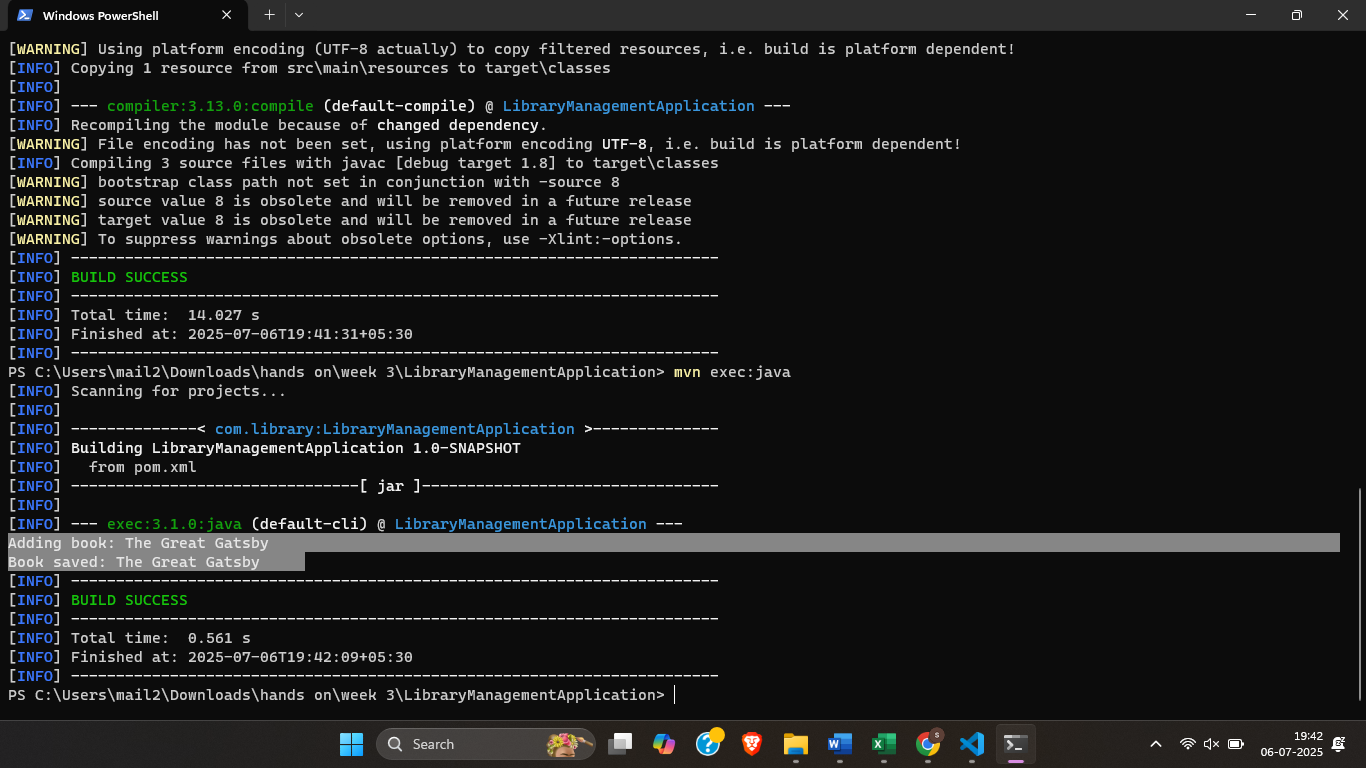 Windows PowerShell
[WARNING] Using platform encoding (UTF-8 actually) to copy filtered resources, i.e. build is platform dependent!
[INFO] Copying 1 resource from src\main\resources to target\classes
[INFO]
[INFO] --- compiler:3.13.0:compile (default-compile) @ LibraryManagementApplication ---
[INFO] Recompiling the module because of changed dependency.
[WARNING] File encoding has not been set, using platform encoding UTF-8, i.e. build is platform dependent!
[INFO] Compiling 3 source files with javac [debug target 1.8] to target\classes
[WARNING] bootstrap class path not set in conjunction with -source 8
[WARNING] source value 8 is obsolete and will be removed in a future release
[WARNING] target value 8 is obsolete and will be removed in a future release
[WARNING] To suppress warnings about obsolete options, use -Xlint:-options.
[INFO] ------------------------------------------------------------------------
[INFO] BUILD SUCCESS
[INFO] ------------------------------------------------------------------------
[INFO] Total time:  14.027 s
[INFO] Finished at: 2025-07-06T19:41:31+05:30
[INFO] ------------------------------------------------------------------------
PS C:\Users\mail2\Downloads\hands on\week 3\LibraryManagementApplication> mvn exec:java
[INFO] Scanning for projects...
[INFO]
[INFO] --------------< com.library:LibraryManagementApplication >--------------
[INFO] Building LibraryManagementApplication 1.0-SNAPSHOT
[INFO]   from pom.xml
[INFO] --------------------------------[ jar ]---------------------------------
[INFO]
[INFO] --- exec:3.1.0:java (default-cli) @ LibraryManagementApplication ---
Adding book: The Great Gatsby
Book saved: The Great Gatsby
[INFO] ------------------------------------------------------------------------
[INFO] BUILD SUCCESS
[INFO] ------------------------------------------------------------------------
[INFO] Total time:  0.561 s
[INFO] Finished at: 2025-07-06T19:42:09+05:30
[INFO] ------------------------------------------------------------------------
PS C:\Users\mail2\Downloads\hands on\week 3\LibraryManagementApplication>
Search
19:42
06-07-2025